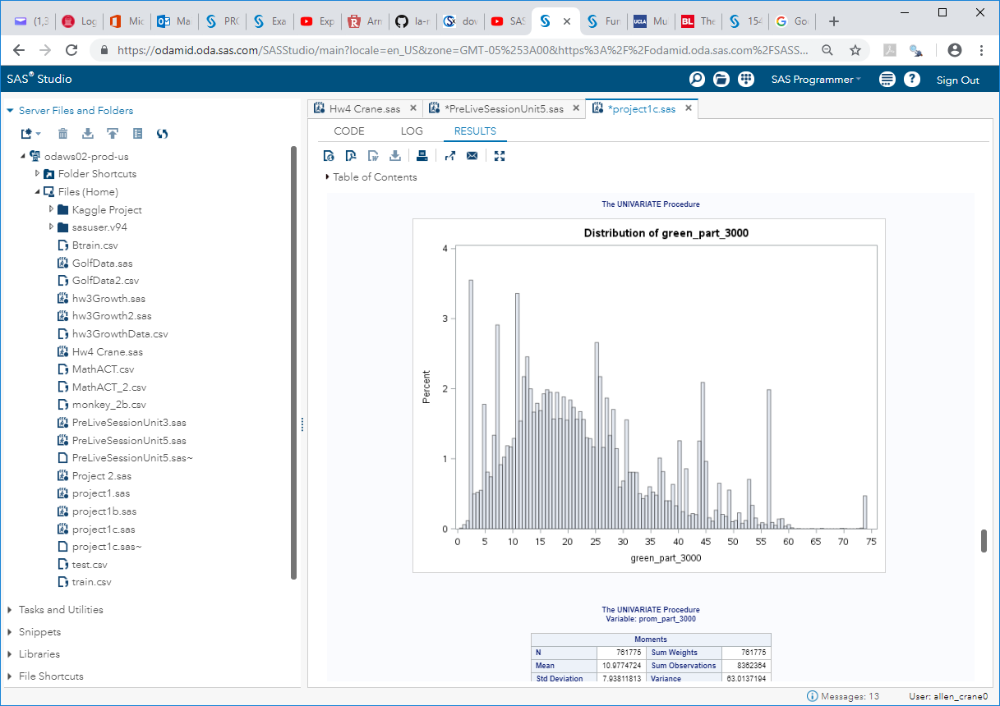 (1,3
Log
Mic
Ma
PRO
Exa
Exp
Arn
la-r
dov
SAS
Fur
Mu
The
154
Goo
https://odamid.oda.sas.com/SASStudio/main?locale=en_US&zone=GMT-05%253A00&https%3A%2F%2Fodamid.oda.sas.com%2FSASS...
SAS® Studio
SAS Programmer
Sign Out
Server Files and Folders
odaws02-prod-us
Folder Shortcuts
Files (Home)
Kaggle Project
sasuser.v94
Btrain.csv
GolfData.sas
GolfData2.csv
hw3Growth.sas
hw3Growth2.sas
hw3GrowthData.csv
Hw4 Crane.sas
MathACT.csv
MathACT_2.csv
monkey_2b.csv
PreLiveSessionUnit3.sas
PreLiveSessionUnit5.sas
PreLiveSessionUnit5.sas~
Project 2.sas
project1.sas
project1b.sas
project1c.sas
project1c.sas~
test.csv
train.csv
Tasks and Utilities
Snippets
Libraries
File Shortcuts
Hw4 Crane.sas
*PreLiveSessionUnit5.sas
*project1c.sas
CODE LOG RESULTS
Table of Contents
The UNIVARIATE Procedure
Distribution of green_part_3000
4
3
2
1
0
Percent
0 5 10 15 20 25 30 35 40 45 50 55 60 65 70 75
green_part_3000
The UNIVARIATE Procedure
Variable: prom_part_3000
Moments
N 761775 Sum Weights 761775
Mean 10.9774724 Sum Observations 8362364
Std Deviation 7.93811813 Variance 63.0137194
Messages: 13
User: allen_crane0